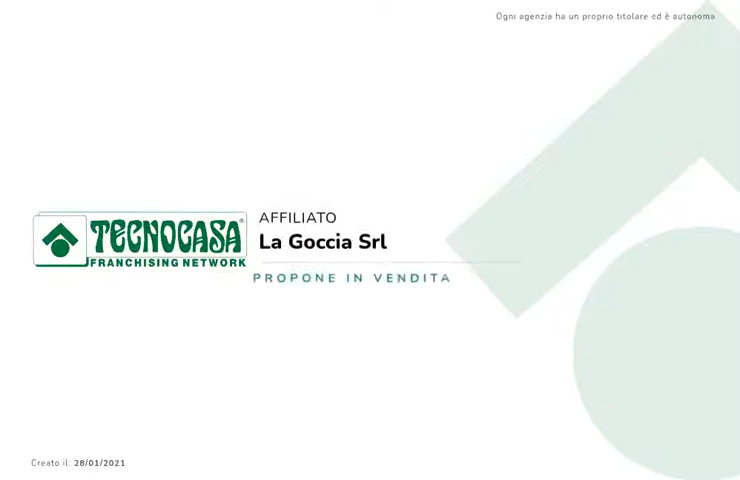 Ogni agenzia ha un proprio titolare ed è autonoma
TECNOCASA®
FRANCHISING NETWORK
AFFILIATO
La Goccia Srl
PROPONE IN VENDITA
Creato il: 28/01/2021